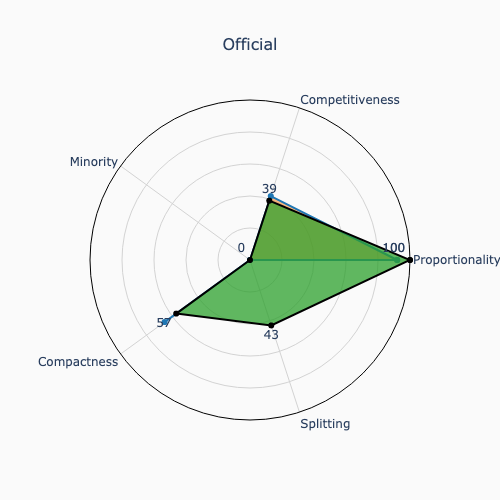 Official
Competitiveness
Minority
39
0
100
Proportionality
57
43
Compactness
Splitting